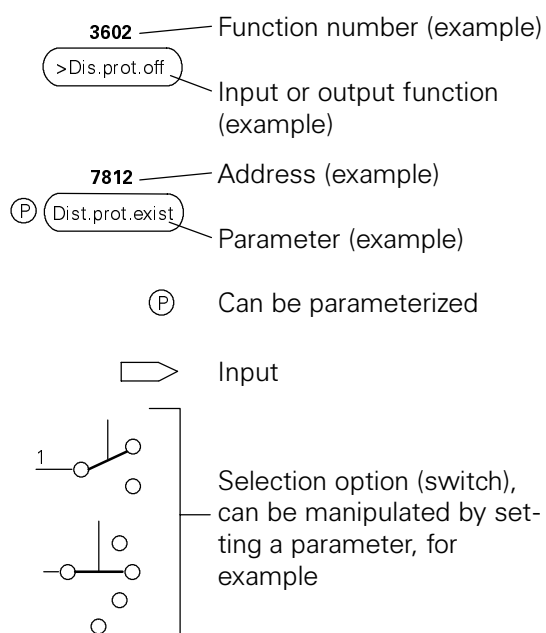 3602
Function number (example)
>Dis.prot.off
Input or output function
(example)
7812
Address (example)
P
Dist.prot.exist
Parameter (example)
P
Can be parameterized
Input
1
Selection option (switch),
can be manipulated by set-
ting a parameter, for
example